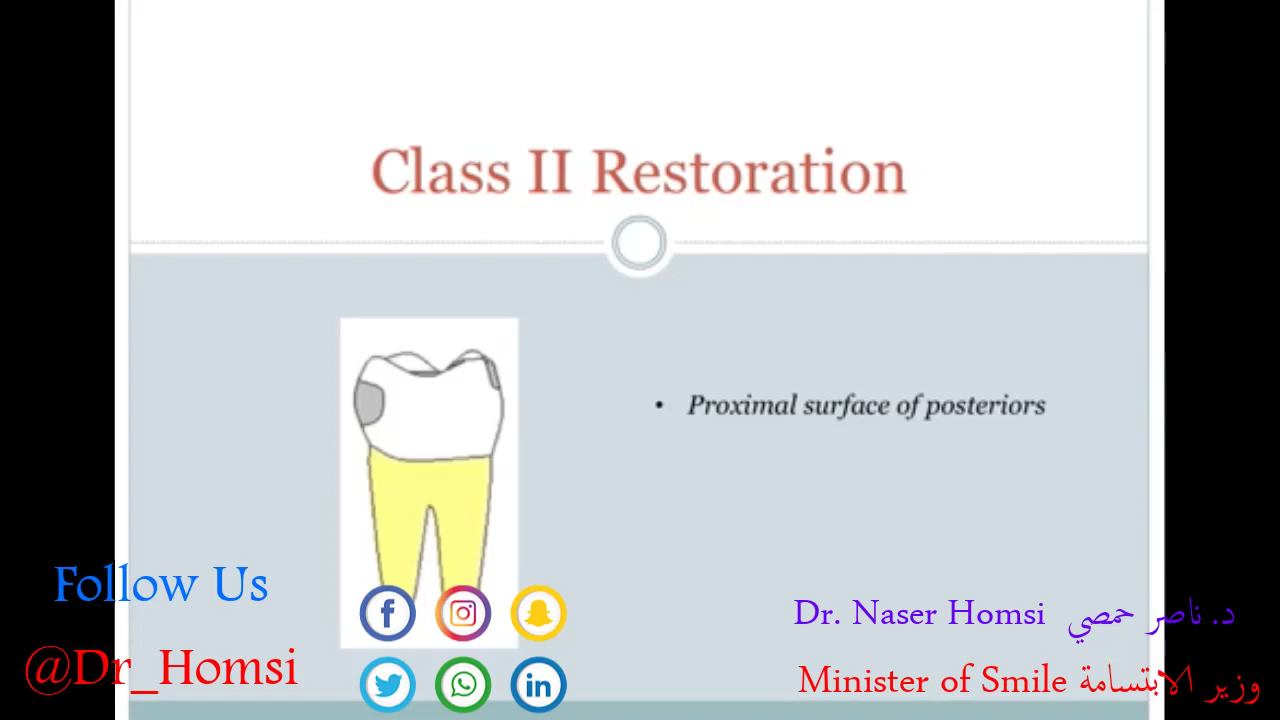 Class II Restoration
• Proximal surface of posteriors
Follow Us
@Dr_Homsi
Dr. Naser Homsi د. ناصر حمصي
Minister of Smile وزير الابتسامة